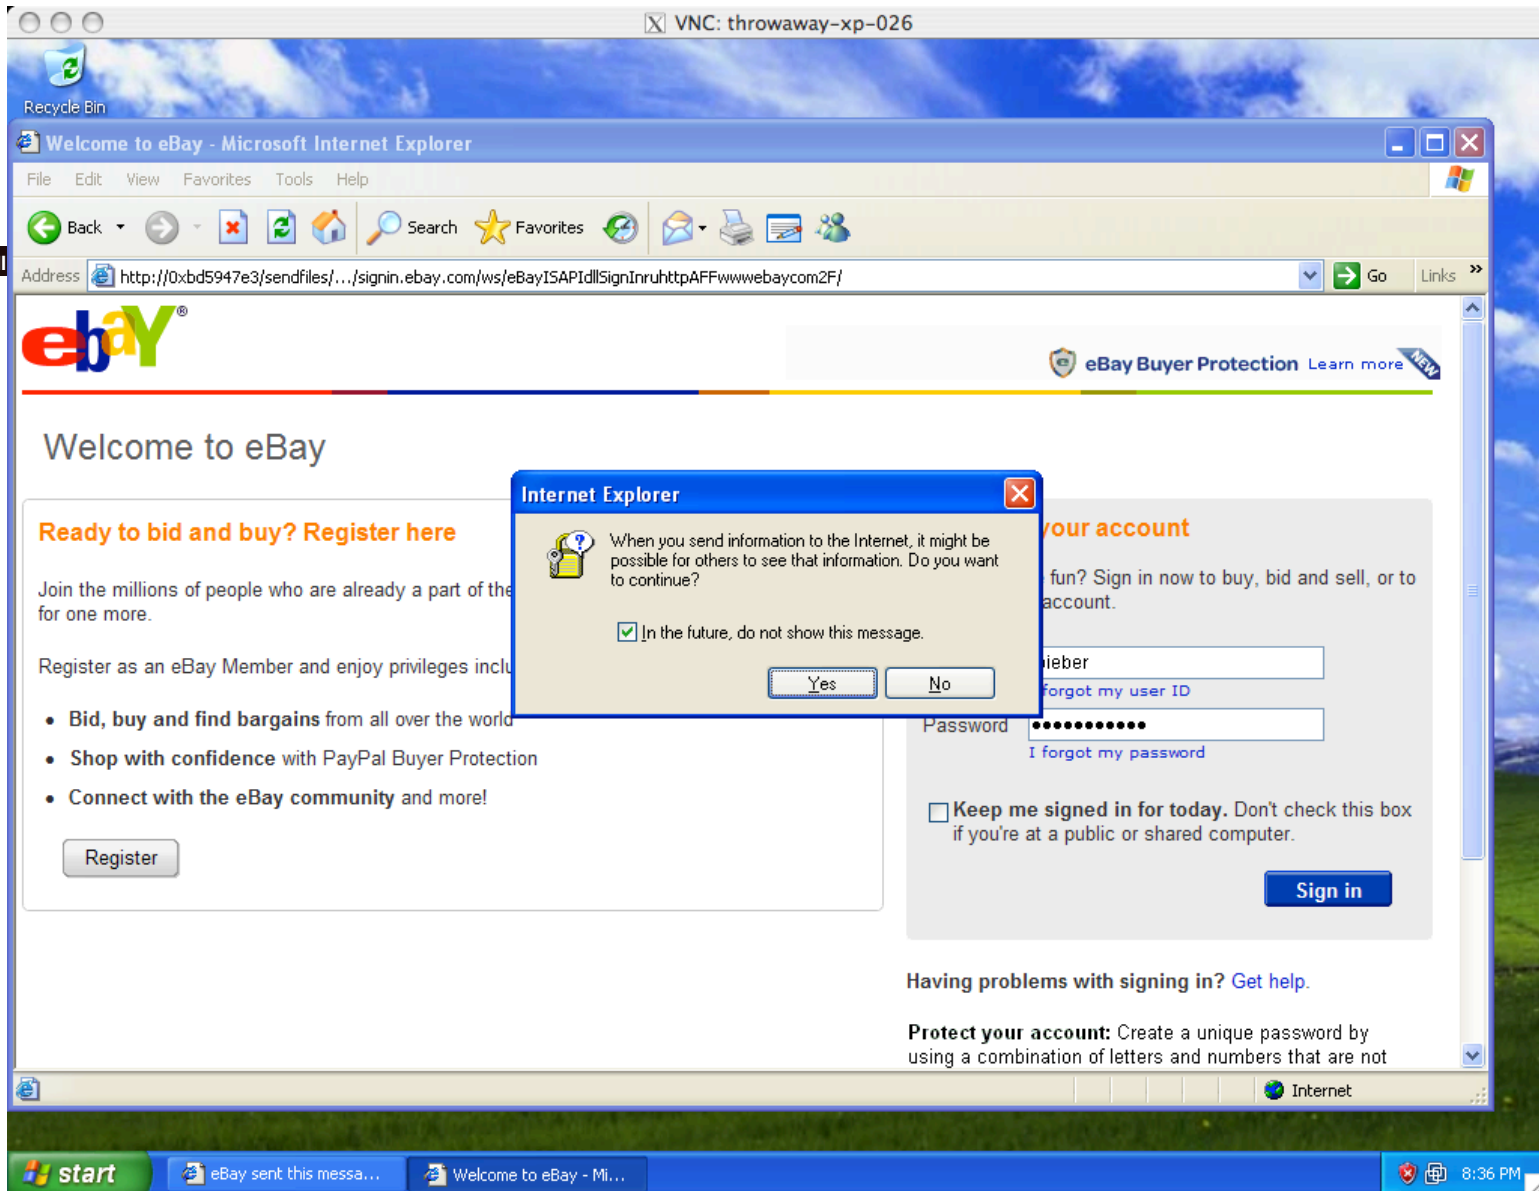 VNC: throwaway-xp-026
Recycle Bin
Welcome to eBay - Microsoft Internet Explorer
File Edit View Favorites Tools Help
Back Search Favorites
Address http://0xbd5947e3/sendfiles/.../signin.ebay.com/ws/eBayISAPIdllSignInruhttpAFFwwwebaycom2F/ Go Links »
ebaY®
eBay Buyer Protection Learn more NEW
Welcome to eBay
Ready to bid and buy? Register here
Join the millions of people who are already a part of the
for one more.
Register as an eBay Member and enjoy privileges inclu
• Bid, buy and find bargains from all over the world
• Shop with confidence with PayPal Buyer Protection
• Connect with the eBay community and more!
Register
Internet Explorer
When you send information to the Internet, it might be
possible for others to see that information. Do you want
to continue?
In the future, do not show this message.
Yes No
your account
fun? Sign in now to buy, bid and sell, or to
account.
ieber
forgot my user ID
Password •••••••••••
I forgot my password
Keep me signed in for today. Don't check this box
if you're at a public or shared computer.
Sign in
Having problems with signing in? Get help.
Protect your account: Create a unique password by
using a combination of letters and numbers that are not
Internet
start eBay sent this messa... Welcome to eBay - Mi... 8:36 PM